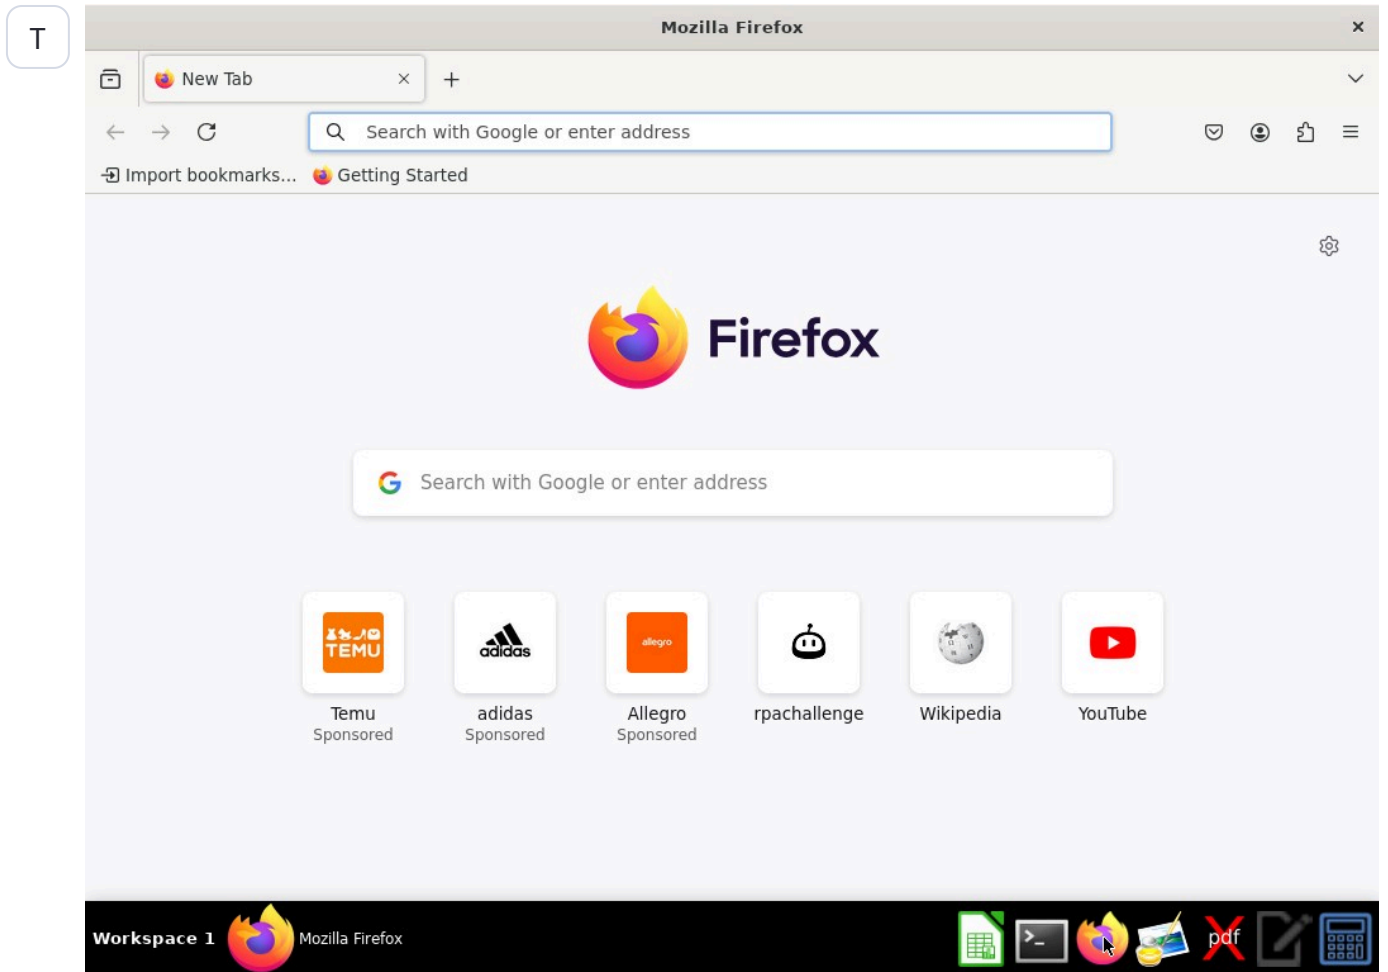 T
Mozilla Firefox
New Tab
Search with Google or enter address
Import bookmarks...
Getting Started
Firefox
Search with Google or enter address
TEMU
adidas
allegro
Temu
Sponsored
adidas
Sponsored
Allegro
Sponsored
rpachallenge
Wikipedia
YouTube
Workspace 1
Mozilla Firefox
>_
pdf